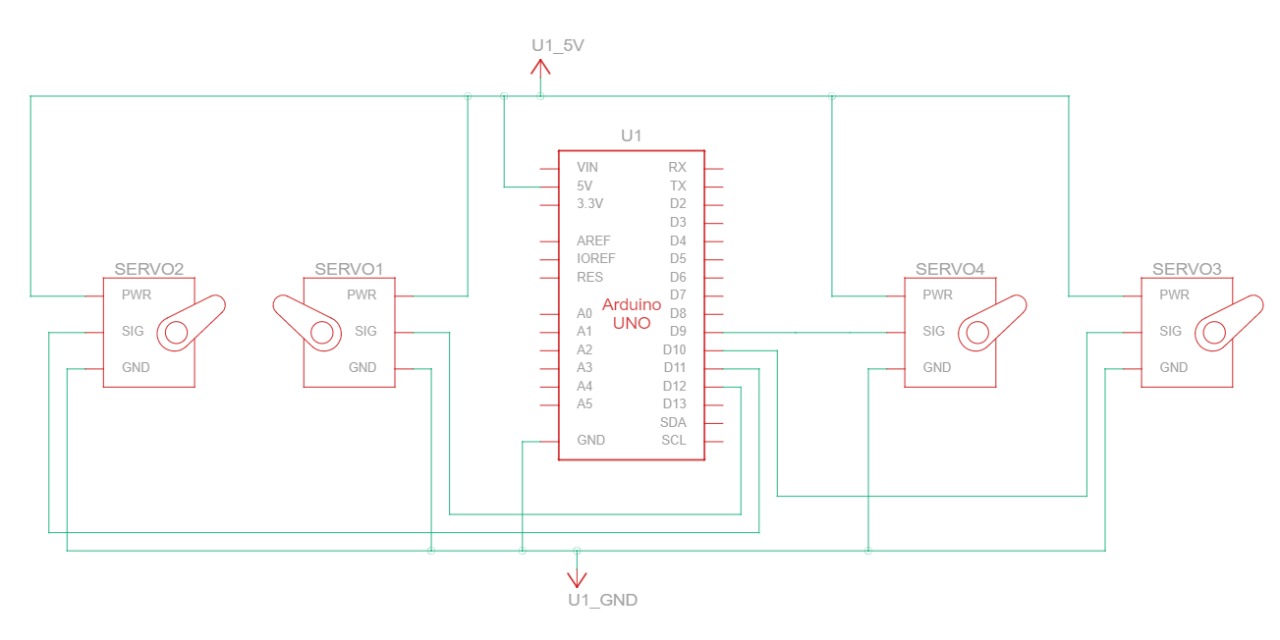 U1_5V
U1
VIN RX
5V TX
3.3V D2
D3
AREF D4
IOREF D5
RES D6
D7
A0 D8
A1 D9
A2 D10
A3 D11
A4 D12
A5 D13
SDA
GND SCL
Arduino
UNO
SERVO2
PWR
SIG
GND
SERVO1
PWR
SIG
GND
SERVO4
PWR
SIG
GND
SERVO3
PWR
SIG
GND
U1_GND